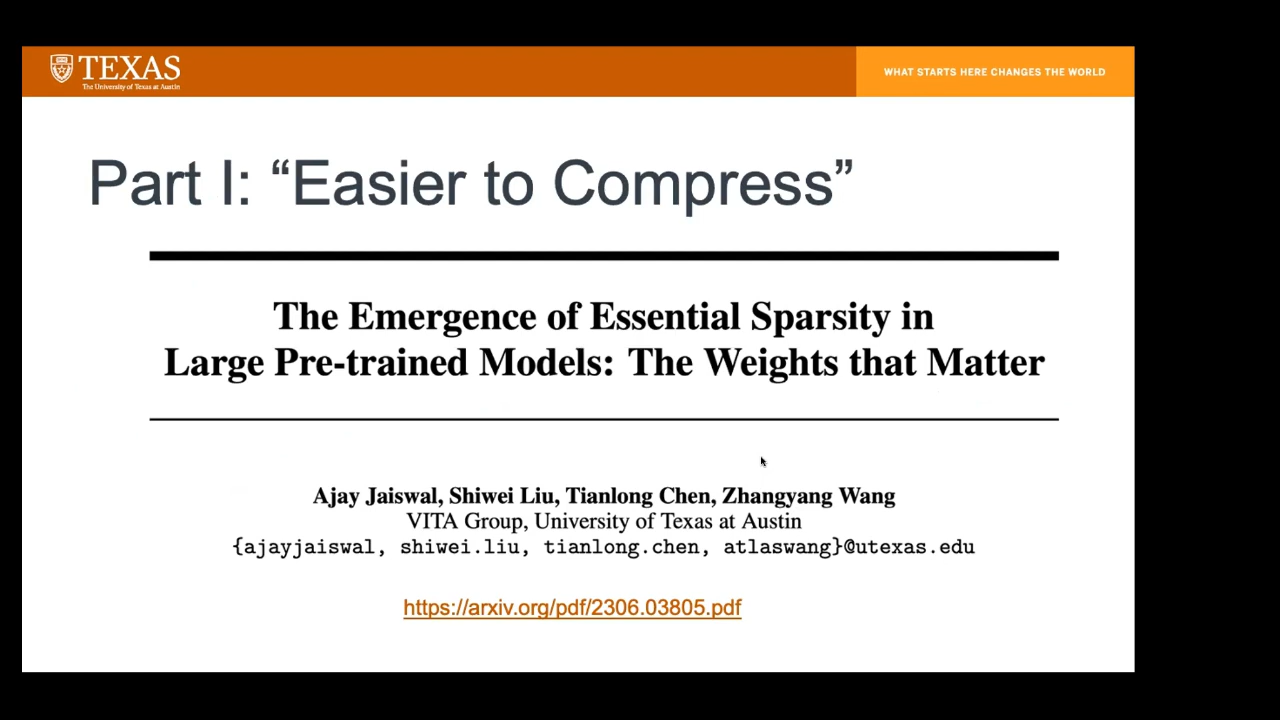 TEXAS
The University of Texas at Austin
WHAT STARTS HERE CHANGES THE WORLD
Part I: “Easier to Compress”
The Emergence of Essential Sparsity in
Large Pre-trained Models: The Weights that Matter
Ajay Jaiswal, Shiwei Liu, Tianlong Chen, Zhangyang Wang
VITA Group, University of Texas at Austin
{ajayjaiswal, shiwei.liu, tianlong.chen, atlaswang}@utexas.edu
https://arxiv.org/pdf/2306.03805.pdf